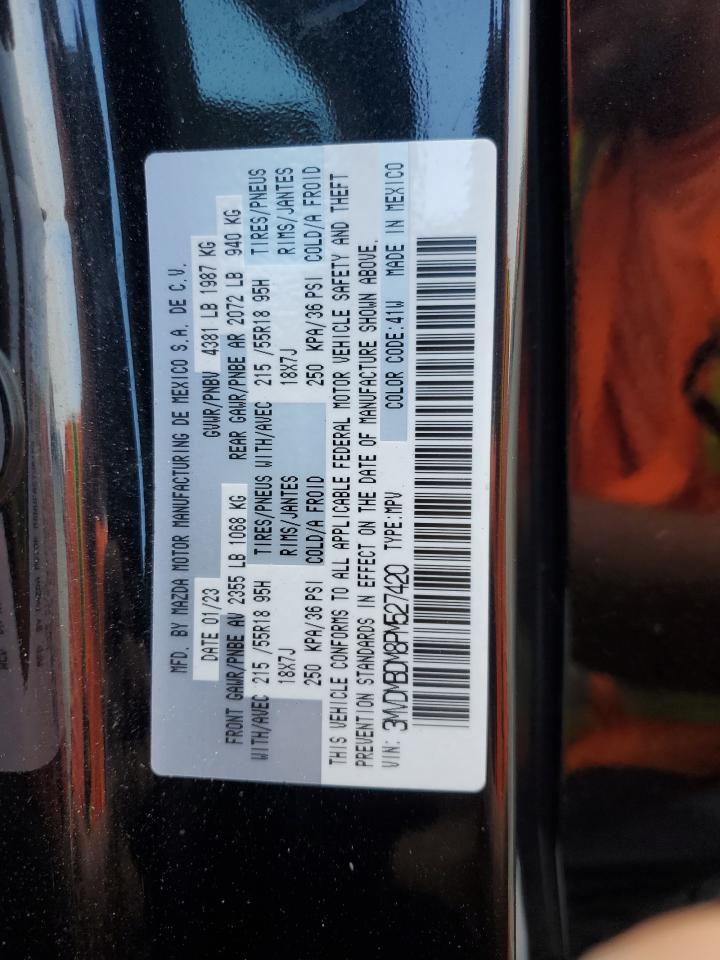 MFD. BY MAZDA MOTOR MANUFACTURING DE MEXICO S.A. DE C.V.
DATE 01/23 GVWR/PNBV 4381 LB 1987 KG
FRONT GAWR/PNBE AV 2355 LB 1068 KG REAR GAWR/PNBE AR 2072 LB 940 KG
WITH/AVEC 215 /55R18 95H TIRES/PNEUS WITH/AVEC 215 /55R18 95H TIRES/PNEUS
18X7J RIMS/JANTES 18X7J RIMS/JANTES
250 KPA/36 PSI COLD/A FROID 250 KPA/36 PSI COLD/A FROID
THIS VEHICLE CONFORMS TO ALL APPLICABLE FEDERAL MOTOR VEHICLE SAFETY AND THEFT
PREVENTION STANDARDS IN EFFECT ON THE DATE OF MANUFACTURE SHOWN ABOVE.
VIN: 3MVDMBDM8PM527420 TYPE: MPV COLOR CODE: 41W MADE IN MEXICO